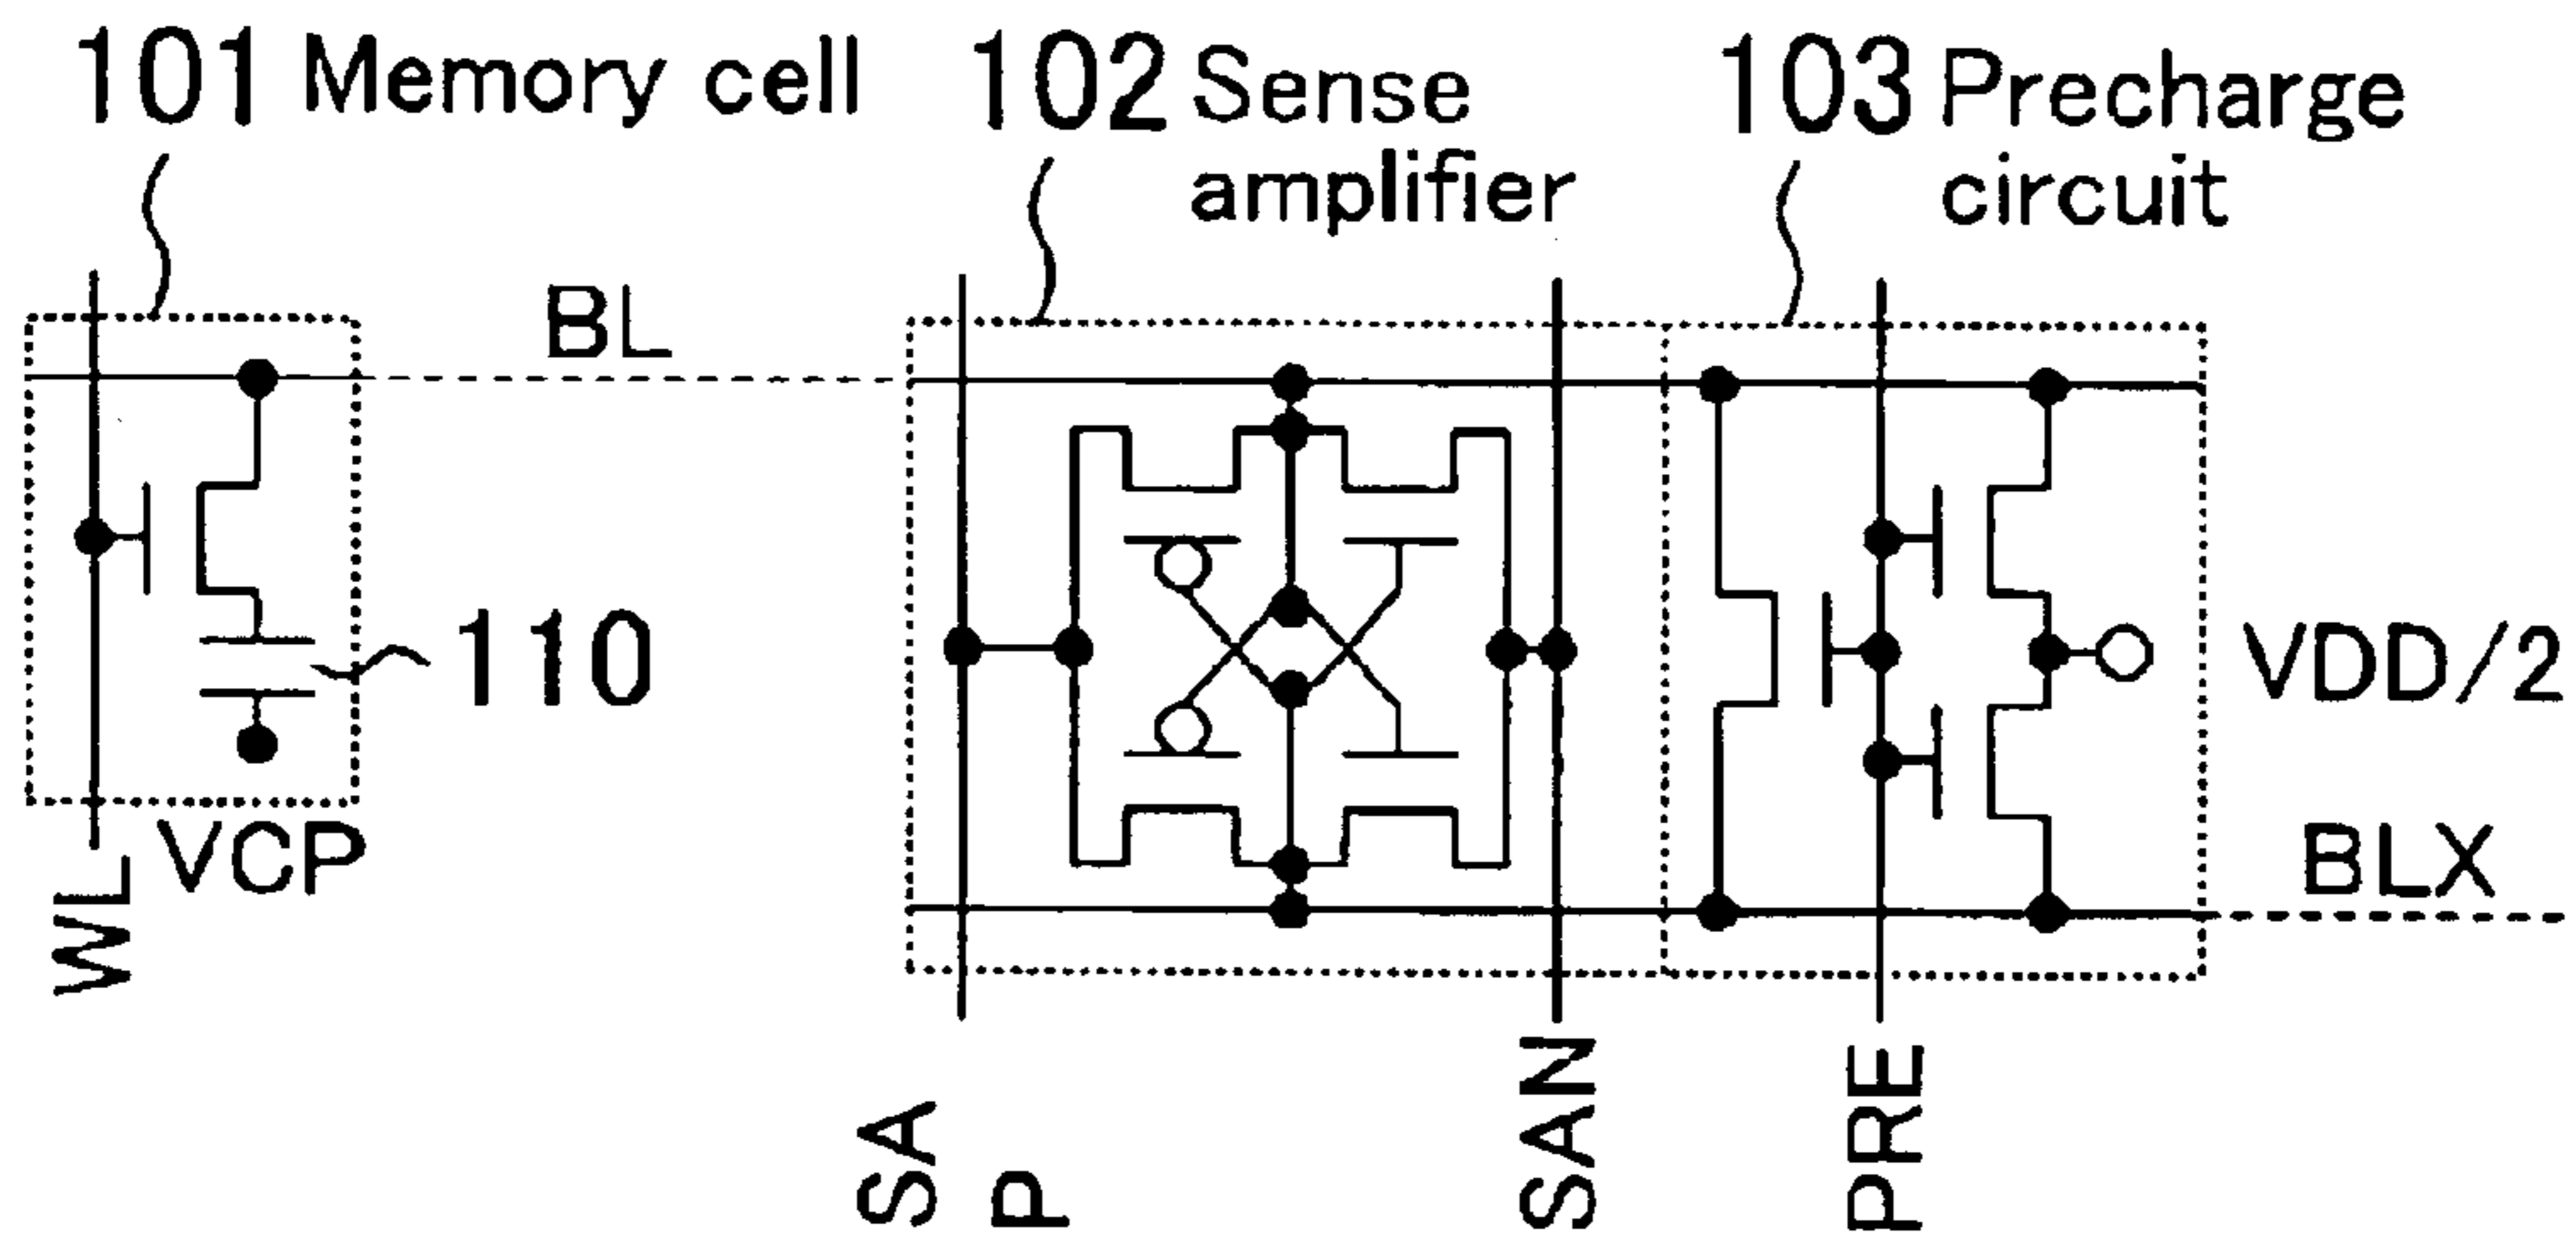 101 Memory cell
102 Sense
amplifier
103 Precharge
circuit
BL
110
VDD/2
VCP
BLX
WL
SA
P
SAN
PRE